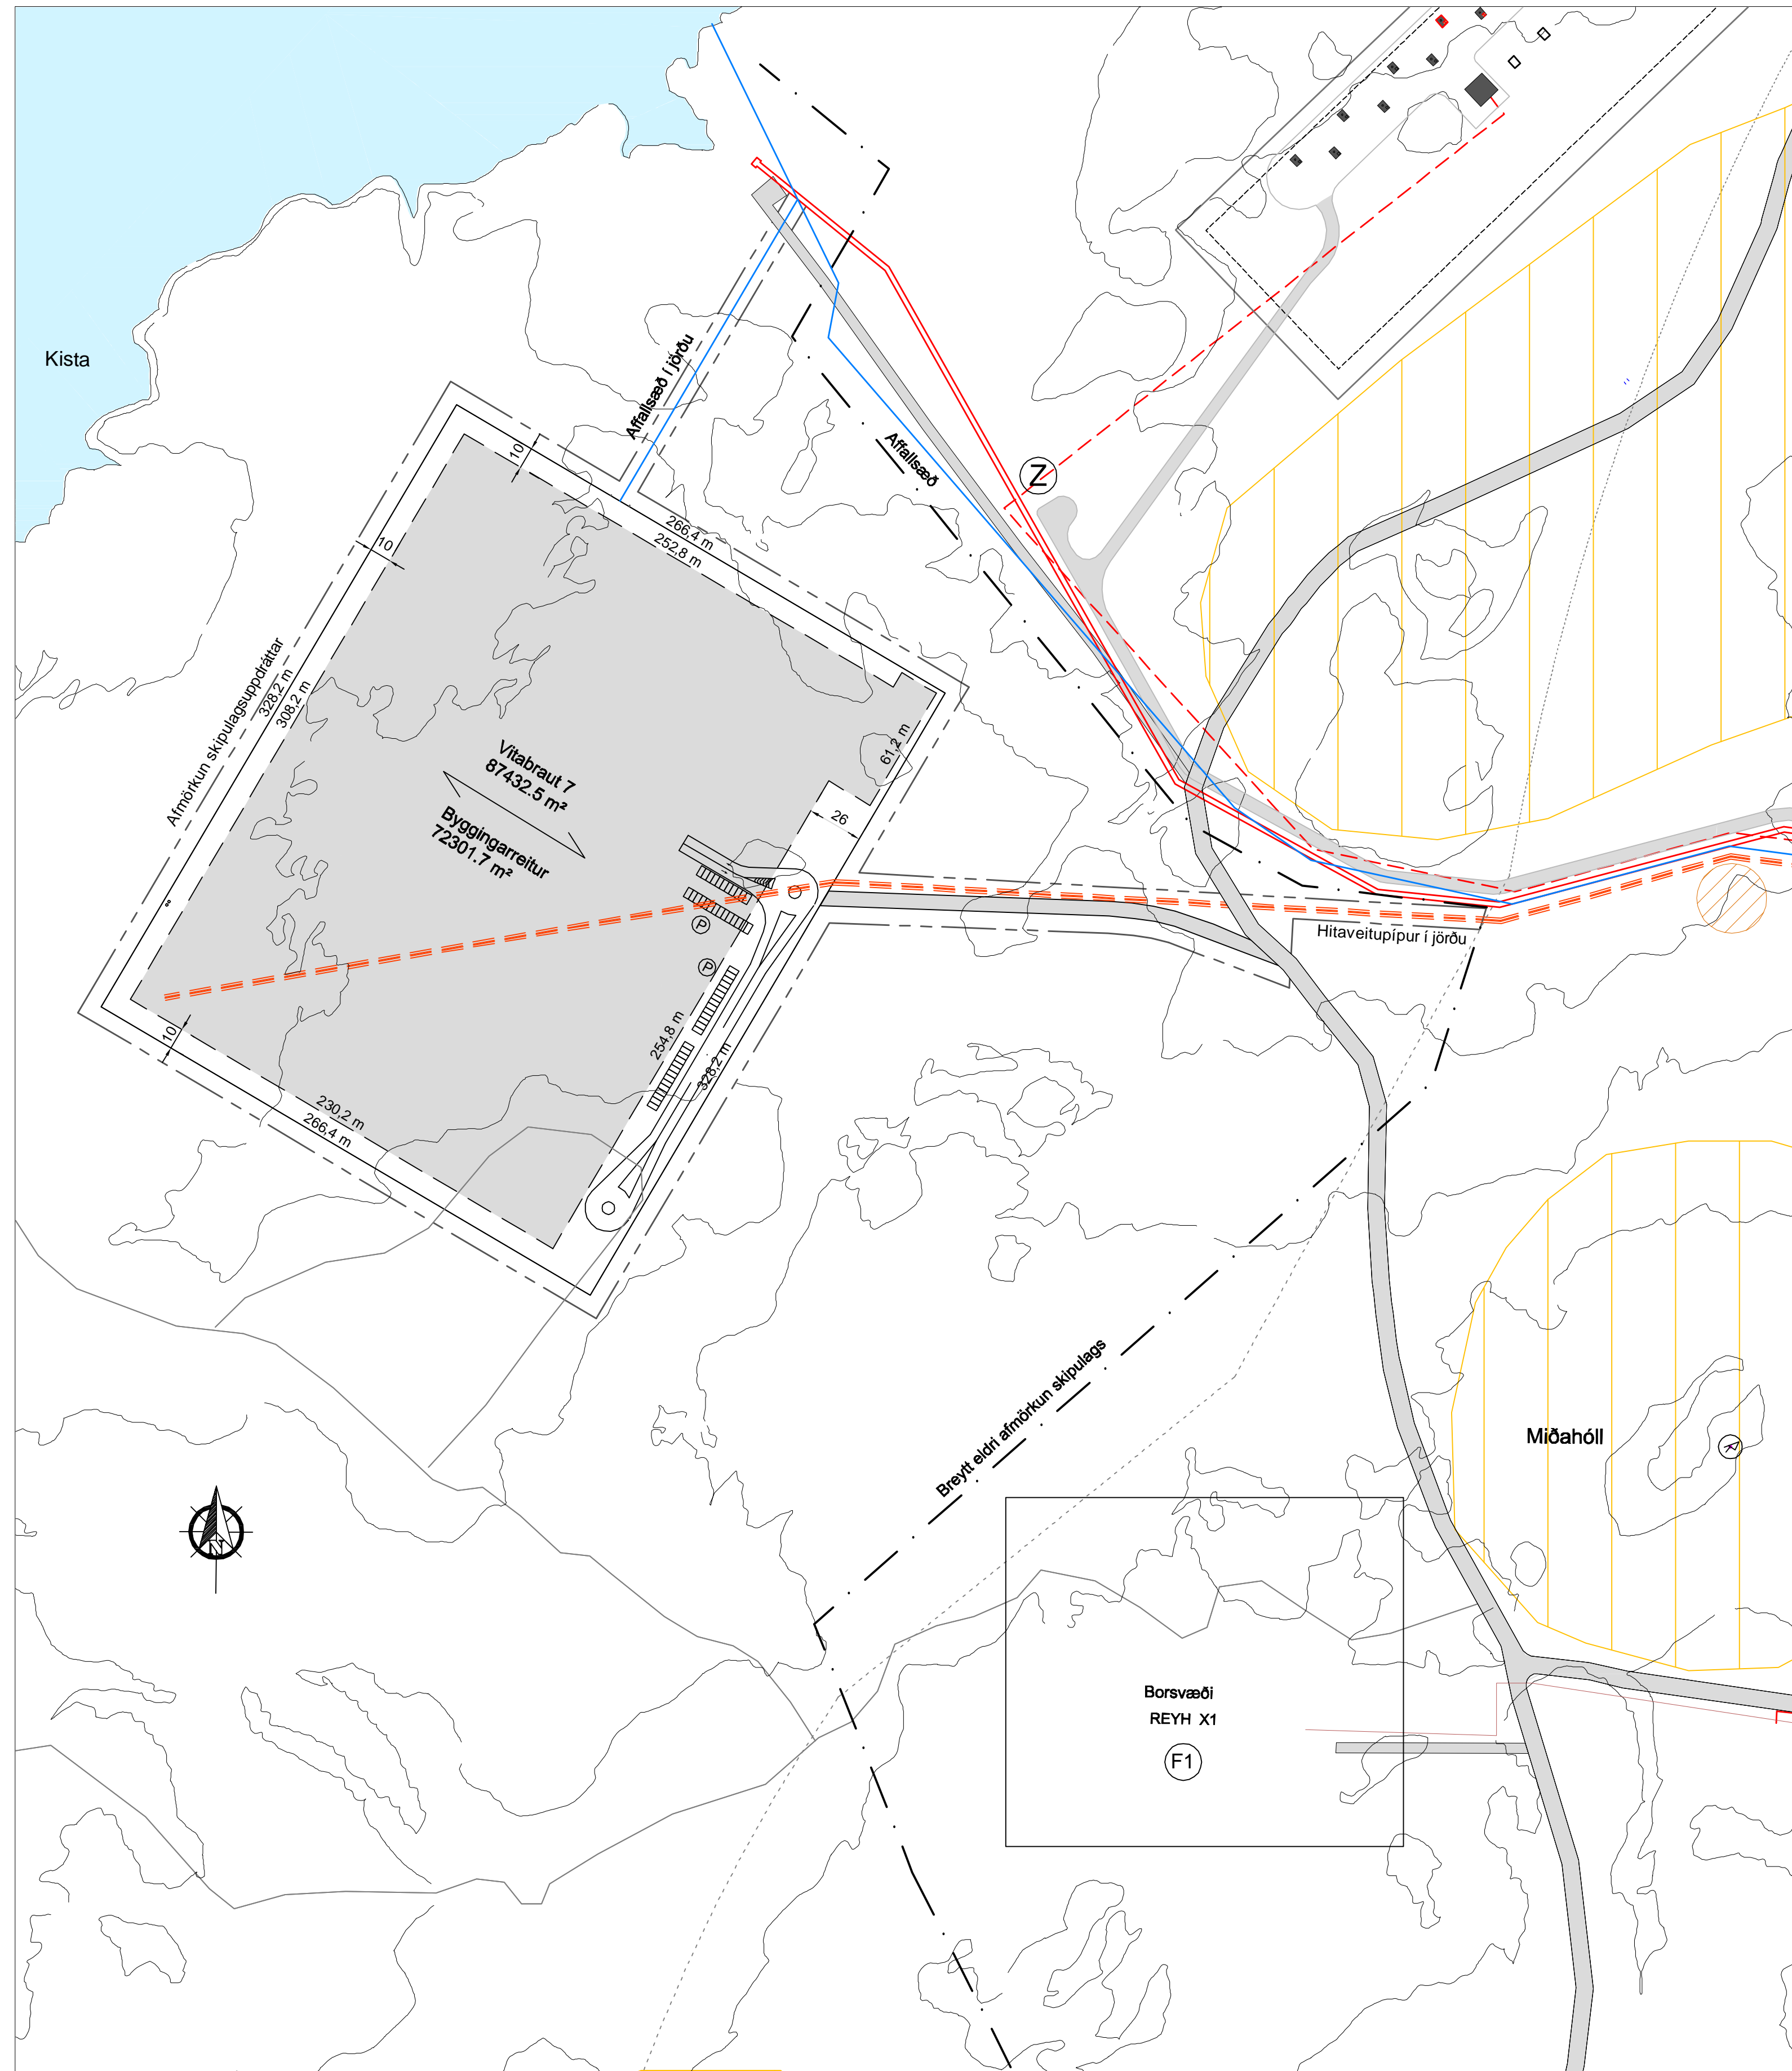 Kista
Affallsæð í jörðu
Affallsæð
Z
10
266,4 m
252,8 m
10
Afmörkun skipulagsuppdráttar
328,2 m
308,2 m
61,2 m
Vitabraut 7
87432.5 m²
Byggingarreitur
72301.7 m²
26
P
P
Hitaveitupípur í jörðu
10
254,8 m
328,2 m
230,2 m
266,4 m
Breytt eldri afmörkun skipulags
Miðahóll
N
Borsvæði
REYH X1
F1